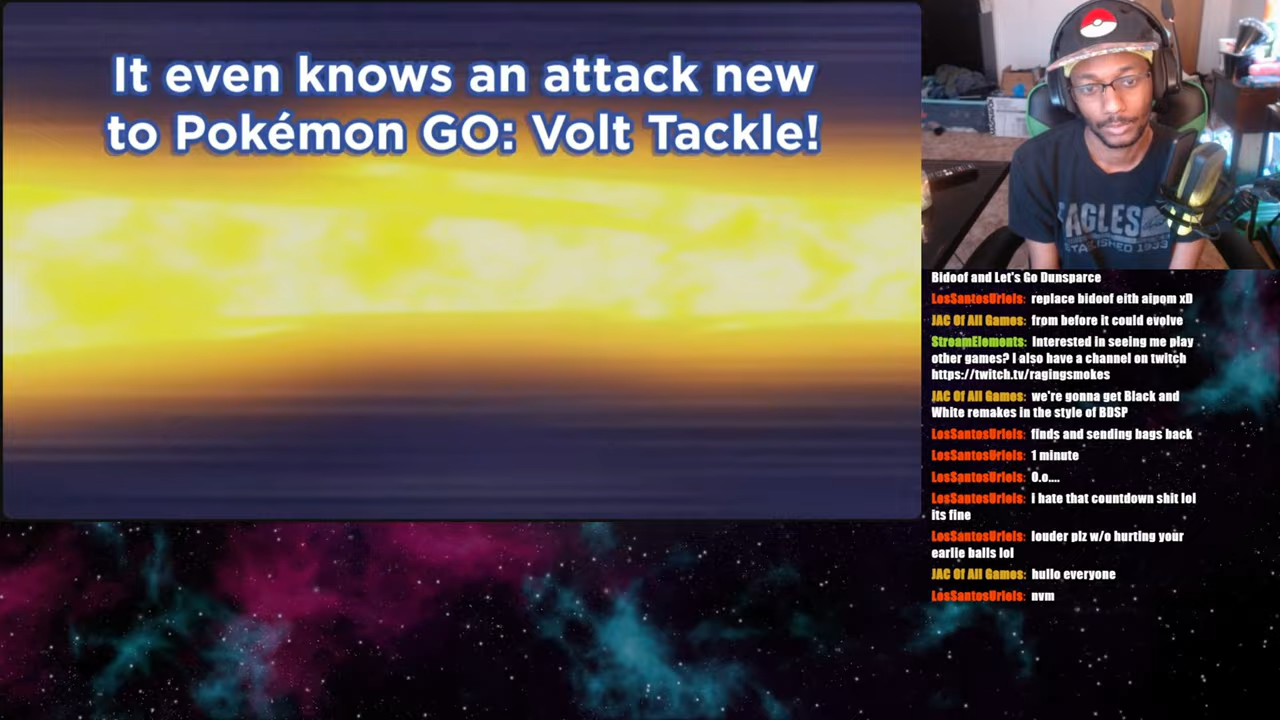 It even knows an attack new
to Pokémon GO: Volt Tackle!
EAGLES
ESTABLISHED 1933
Bidoof and Let's Go Dunsparce
LosSantosUriels: replace bidoof eith aipom xD
JAC Of All Games: from before it could evolve
StreamElements: Interested in seeing me play
other games? I also have a channel on twitch
https://twitch.tv/ragingsmokes
JAC Of All Games: we're gonna get Black and
White remakes in the style of BDSP
LosSantosUriels: finds and sending bags back
LosSantosUriels: 1 minute
LosSantosUriels: O.o....
LosSantosUriels: i hate that countdown shit lol
its fine
LosSantosUriels: louder plz w/o hurting your
earlie balls lol
JAC Of All Games: hullo everyone
LosSantosUriels: nvm